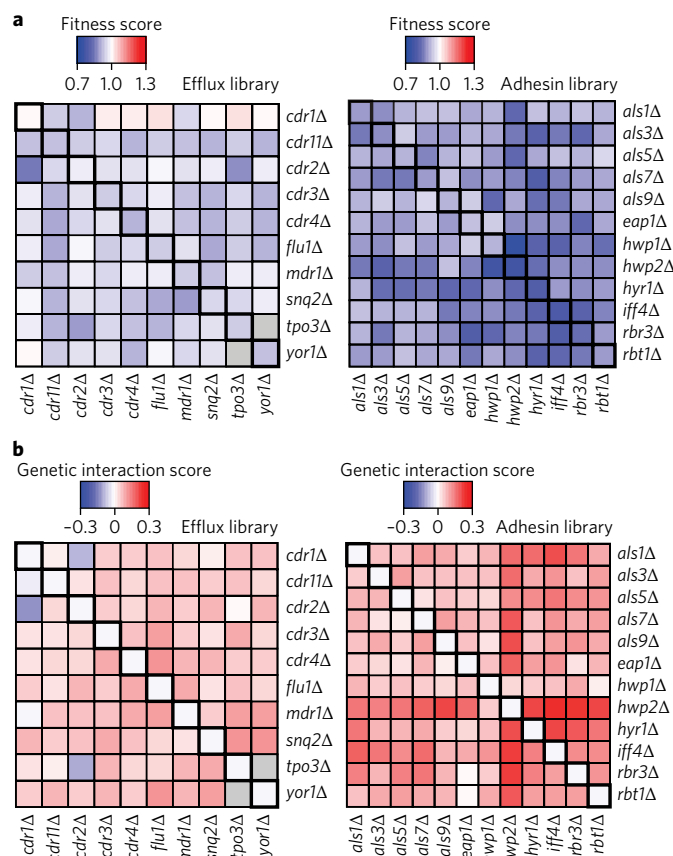 a
Fitness score
0.7 1.0 1.3
Efflux library
cdr1Δ
cdr11Δ
cdr2Δ
cdr3Δ
cdr4Δ
flu1Δ
mdr1Δ
snq2Δ
tpo3Δ
yor1Δ
cdr1Δ cdr11Δ cdr2Δ cdr3Δ cdr4Δ flu1Δ mdr1Δ snq2Δ tpo3Δ yor1Δ
Fitness score
0.7 1.0 1.3
Adhesin library
als1Δ
als3Δ
als5Δ
als7Δ
als9Δ
eap1Δ
hwp1Δ
hwp2Δ
hyr1Δ
iff4Δ
rbr3Δ
rbt1Δ
als1Δ als3Δ als5Δ als7Δ als9Δ eap1Δ hwp1Δ hwp2Δ hyr1Δ iff4Δ rbr3Δ rbt1Δ
b
Genetic interaction score
−0.3 0 0.3
Efflux library
cdr1Δ
cdr11Δ
cdr2Δ
cdr3Δ
cdr4Δ
flu1Δ
mdr1Δ
snq2Δ
tpo3Δ
yor1Δ
cdr1Δ cdr11Δ cdr2Δ cdr3Δ cdr4Δ flu1Δ mdr1Δ snq2Δ tpo3Δ yor1Δ
Genetic interaction score
−0.3 0 0.3
Adhesin library
als1Δ
als3Δ
als5Δ
als7Δ
als9Δ
eap1Δ
hwp1Δ
hwp2Δ
hyr1Δ
iff4Δ
rbr3Δ
rbt1Δ
als1Δ als3Δ als5Δ als7Δ als9Δ eap1Δ hwp1Δ hwp2Δ hyr1Δ iff4Δ rbr3Δ rbt1Δ